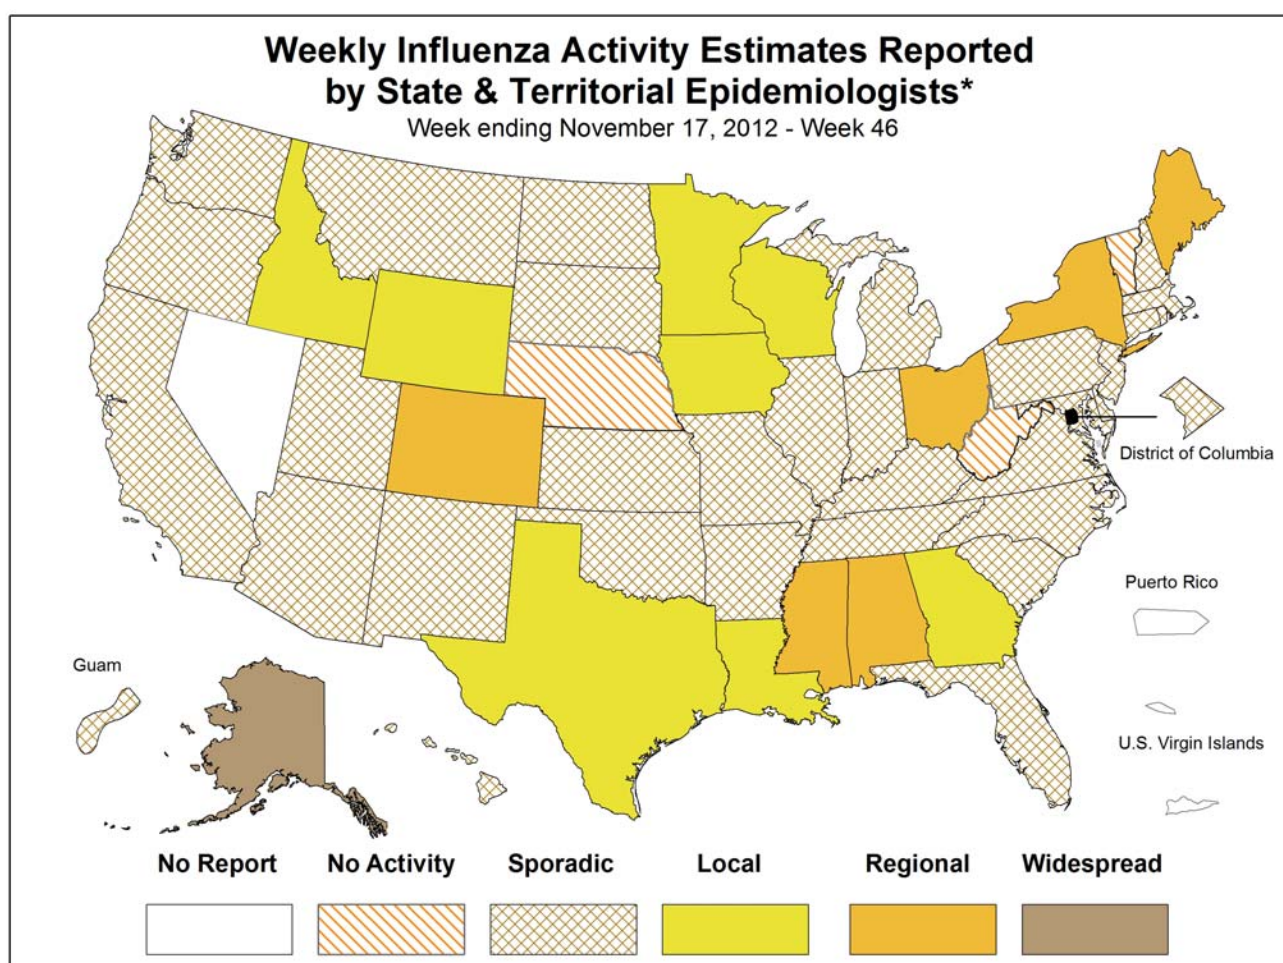 Weekly Influenza Activity Estimates Reported
by State & Territorial Epidemiologists*
Week ending November 17, 2012 - Week 46
District of Columbia
Puerto Rico
Guam
U.S. Virgin Islands
No Report No Activity Sporadic Local Regional Widespread